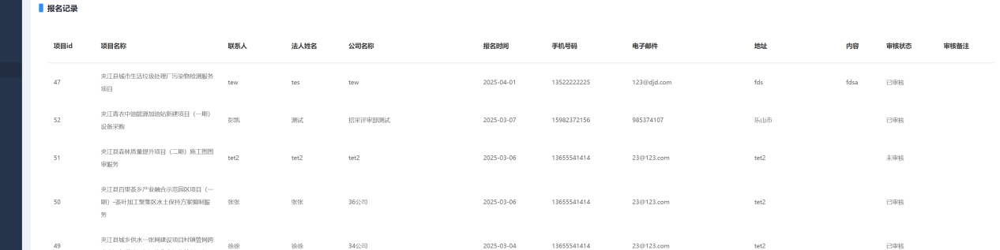 报名记录
项目id 项目名称 联系人 法人姓名 公司名称 报名时间 手机号码 电子邮件 地址 内容 审核状态 审核备注
夹江县城市生活垃圾处理厂污染物检测服务
47 tew tes tew 2025-04-01 13522222225 123@djd.com fds fdsa 已审核
项目
夹江青衣中油能源加油站新建项目（一期）
52 彭凯 测试 招采评审部测试 2025-03-07 15982372156 985374107 乐山市 已审核
设备采购
夹江县森林质量提升项目（二期）施工图图
51 tet2 tet2 tet2 2025-03-06 13655541414 23@123.com tet2 未审核
审服务
夹江县百里茶乡产业融合示范园区项目（一
50 期）-茶叶加工聚集区水土保持方案编制服 张张 张张 36公司 2025-03-06 13655541414 23@123.com tet2 已审核
务
夹江县城乡供水一张网建设项目村镇管网跨
49 徐徐 徐徐 34公司 2025-03-04 13655541414 23@123.com tet2 已审核